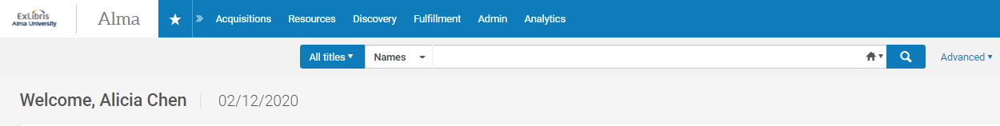 ExLibris
Alma University
Alma
Acquisitions Resources Discovery Fulfillment Admin Analytics
All titles Names Advanced
Welcome, Alicia Chen 02/12/2020